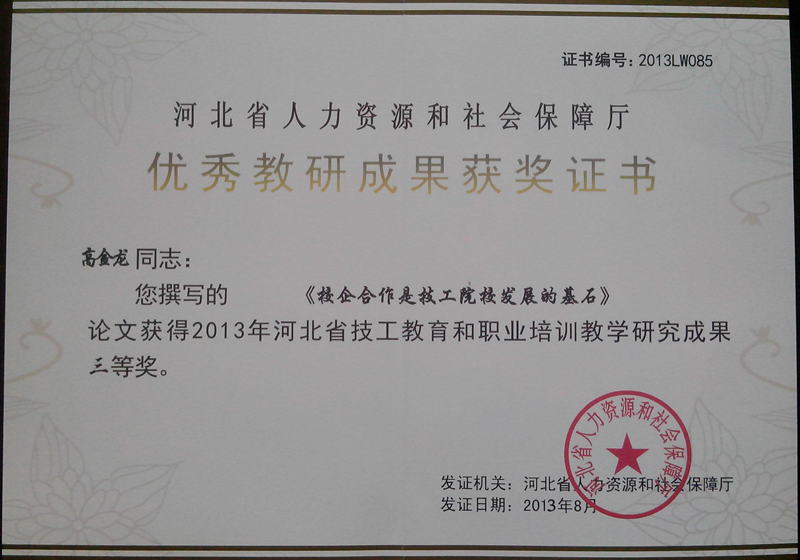 证书编号：2013LW085
河北省人力资源和社会保障厅
优秀教研成果获奖证书
高金龙同志：
您撰写的 《校企合作是技工院校发展的基石》
论文获得2013年河北省技工教育和职业培训教学研究成果
三等奖。
河北省人力资源和社会保障厅
发证机关：河北省人力资源和社会保障厅
发证日期：2013年8月